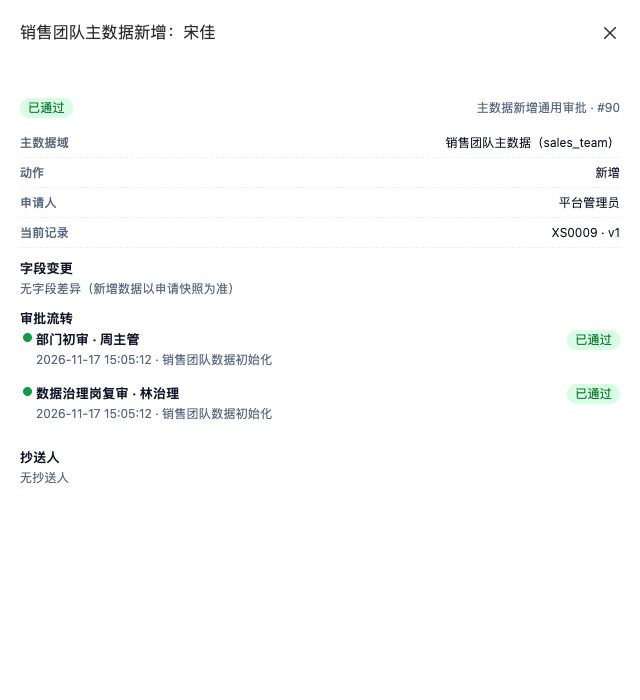 销售团队主数据新增：宋佳
已通过
主数据新增通用审批 · #90
主数据域
销售团队主数据（sales_team）
动作
新增
申请人
平台管理员
当前记录
XS0009 · v1
字段变更
无字段差异（新增数据以申请快照为准）
审批流转
部门初审 · 周主管
已通过
2026-11-17 15:05:12 · 销售团队数据初始化
数据治理岗复审 · 林治理
已通过
2026-11-17 15:05:12 · 销售团队数据初始化
抄送人
无抄送人